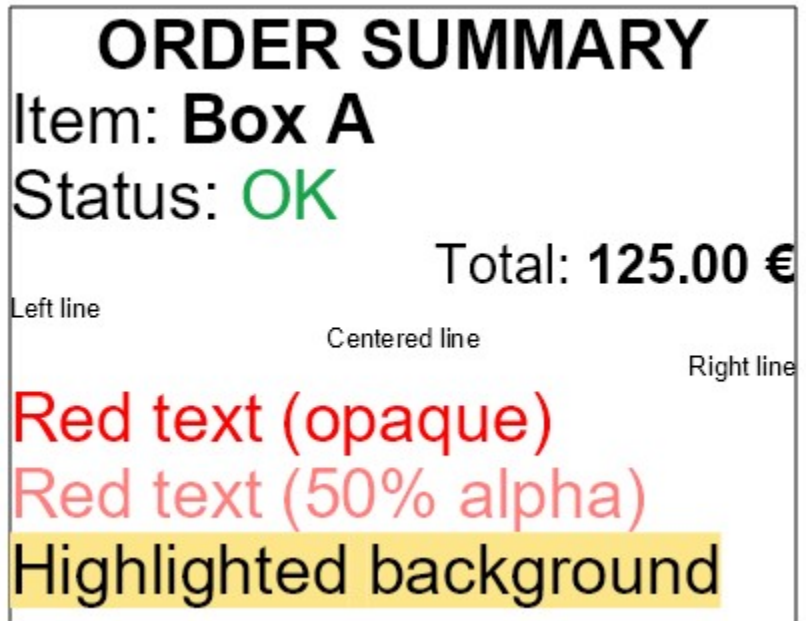 ORDER SUMMARY
Item: Box A
Status: OK
Total: 125.00 €
Left line
Centered line
Right line
Red text (opaque)
Red text (50% alpha)
Highlighted background